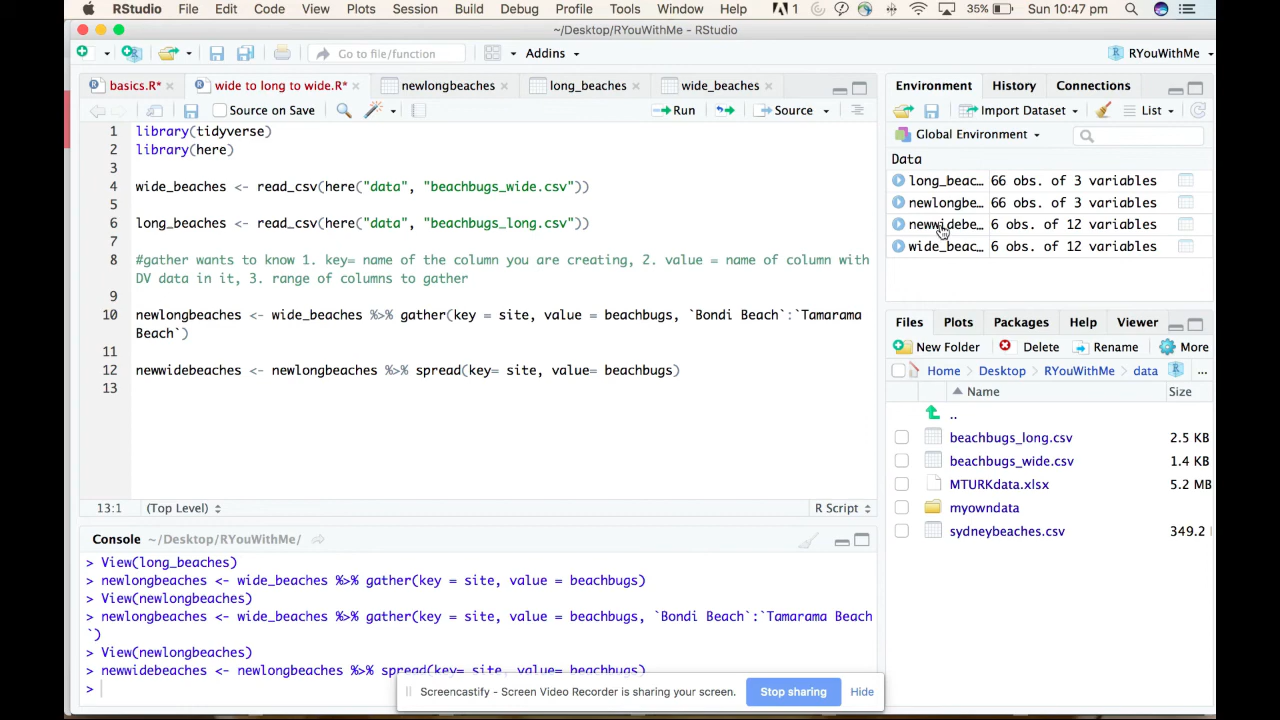 RStudio File Edit Code View Plots Session Build Debug Profile Tools Window Help 1 35% Sun 10:47 pm
~/Desktop/RYouWithMe - RStudio
Go to file/function Addins RYouWithMe
basics.R* wide to long to wide.R* newlongbeaches long_beaches wide_beaches
Source on Save Run Source
1 library(tidyverse)
2 library(here)
3
4 wide_beaches <- read_csv(here("data", "beachbugs_wide.csv"))
5
6 long_beaches <- read_csv(here("data", "beachbugs_long.csv"))
7
8 #gather wants to know 1. key= name of the column you are creating, 2. value = name of column with
DV data in it, 3. range of columns to gather
9
10 newlongbeaches <- wide_beaches %>% gather(key = site, value = beachbugs, `Bondi Beach`:`Tamarama
Beach`)
11
12 newwidebeaches <- newlongbeaches %>% spread(key= site, value= beachbugs)
13
13:1 (Top Level) R Script
Console ~/Desktop/RYouWithMe/
> View(long_beaches)
> newlongbeaches <- wide_beaches %>% gather(key = site, value = beachbugs)
> View(newlongbeaches)
> newlongbeaches <- wide_beaches %>% gather(key = site, value = beachbugs, `Bondi Beach`:`Tamarama Beach
`)
> View(newlongbeaches)
> newwidebeaches <- newlongbeaches %>% spread(key= site, value= beachbugs)
>
Environment History Connections
Import Dataset List
Global Environment
Data
long_beac… 66 obs. of 3 variables
newlongbe… 66 obs. of 3 variables
newwidebe… 6 obs. of 12 variables
wide_beac… 6 obs. of 12 variables
Files Plots Packages Help Viewer
New Folder Delete Rename More
Home Desktop RYouWithMe data ...
Name Size
..
beachbugs_long.csv 2.5 KB
beachbugs_wide.csv 1.4 KB
MTURKdata.xlsx 5.2 MB
myowndata
sydneybeaches.csv 349.2
Screencastify - Screen Video Recorder is sharing your screen. Stop sharing Hide